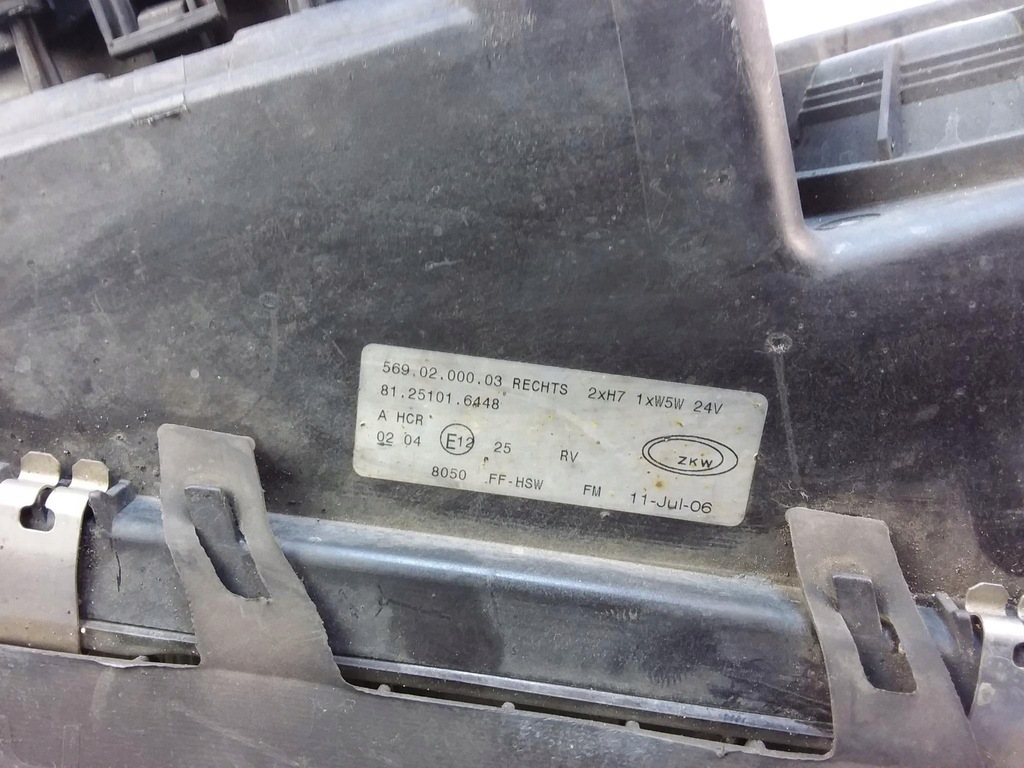 569.02.000.03 RECHTS 2xH7 1xW5W 24V
81.25101.6448
A HCR
02 04 E12 25 RV ZKW
8050 FF-HSW FM 11-Jul-06